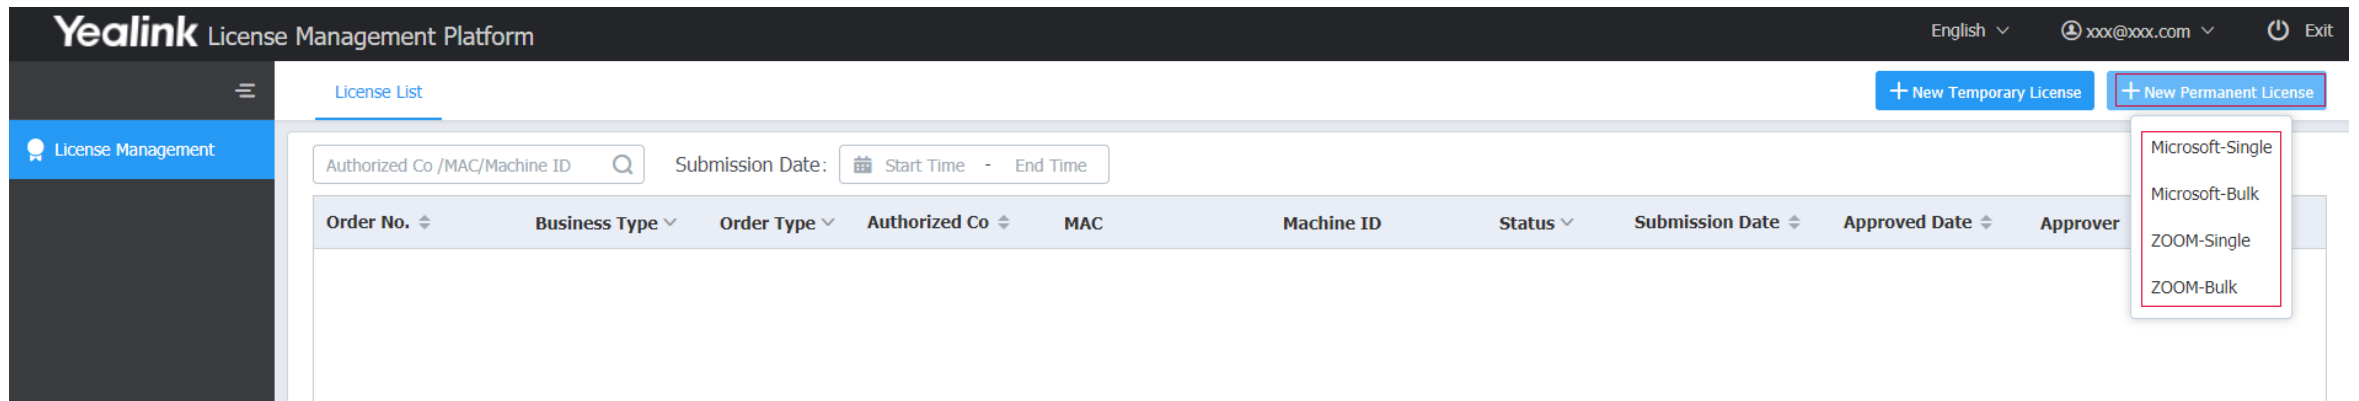 Yealink License Management Platform English xxx@xxx.com Exit
License List + New Temporary License + New Permanent License
License Management
Authorized Co /MAC/Machine ID Submission Date: Start Time - End Time
Order No. Business Type Order Type Authorized Co MAC Machine ID Status Submission Date Approved Date Approver
Microsoft-Single
Microsoft-Bulk
ZOOM-Single
ZOOM-Bulk